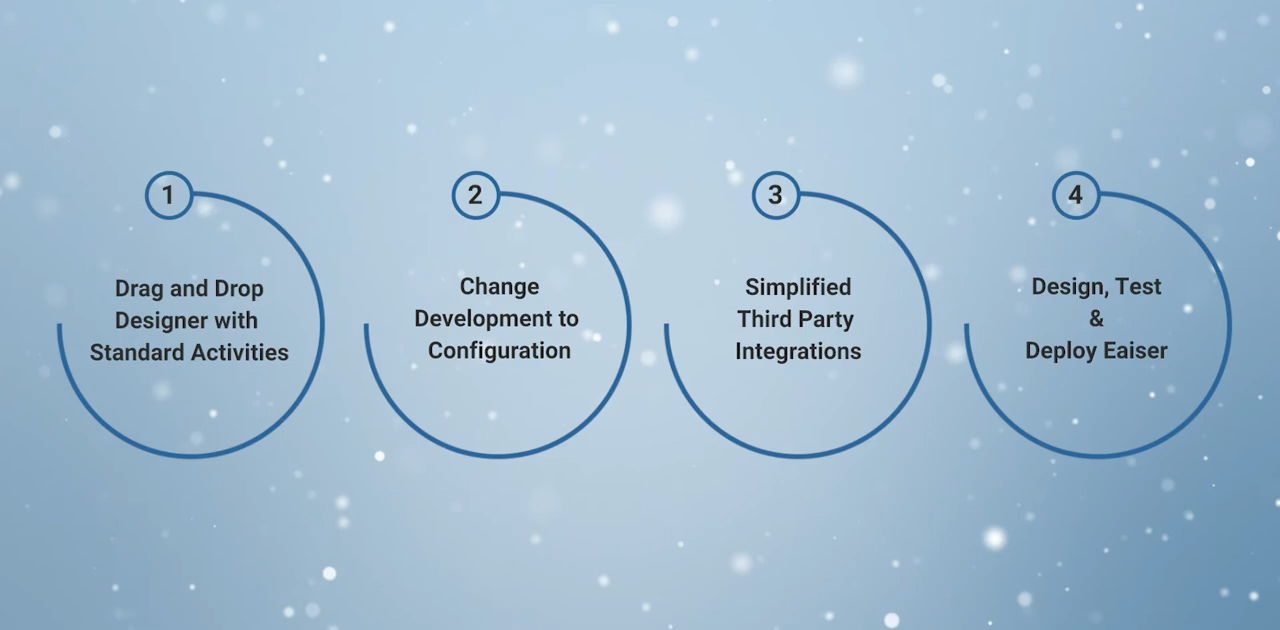 1
Drag and Drop
Designer with
Standard Activities
2
Change
Development to
Configuration
3
Simplified
Third Party
Integrations
4
Design, Test
&
Deploy Eaiser